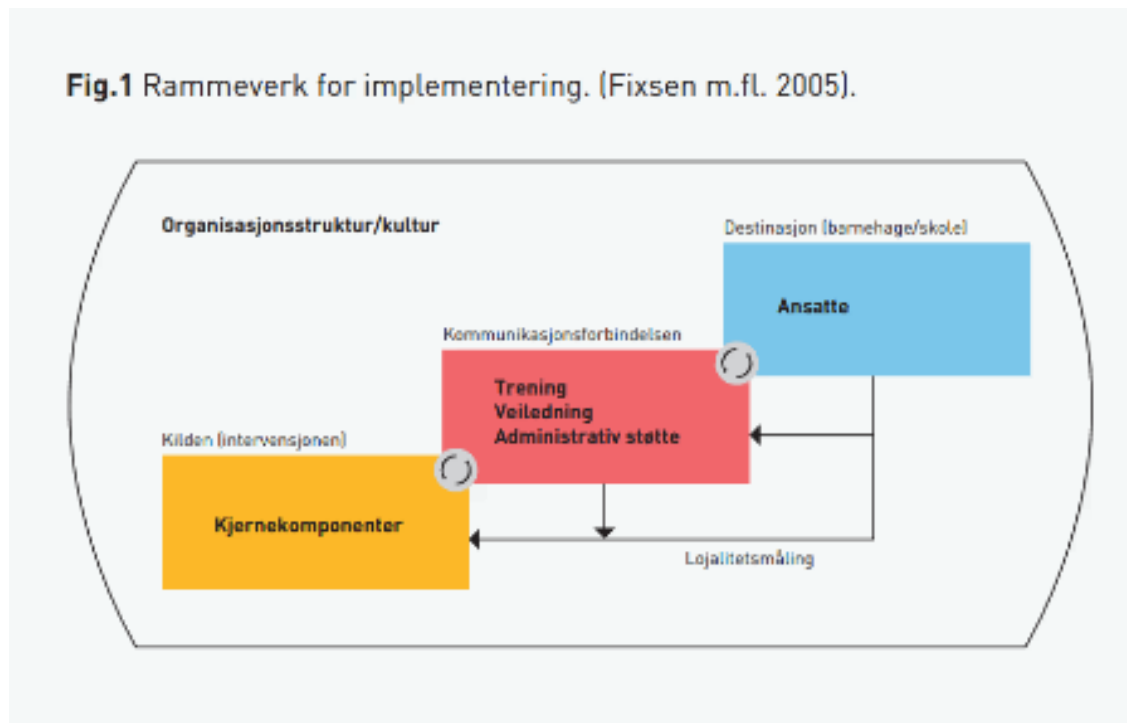 Fig.1 Rammeverk for implementering. (Fixsen m.fl. 2005).
Organisasjonsstruktur/kultur
Destinasjon (barnehage/skole)
Ansatte
Kommunikasjonsforbindelsen
Trening
Veiledning
Administrativ støtte
Kilden (intervensjonen)
Kjernekomponenter
Lojalitetsmåling